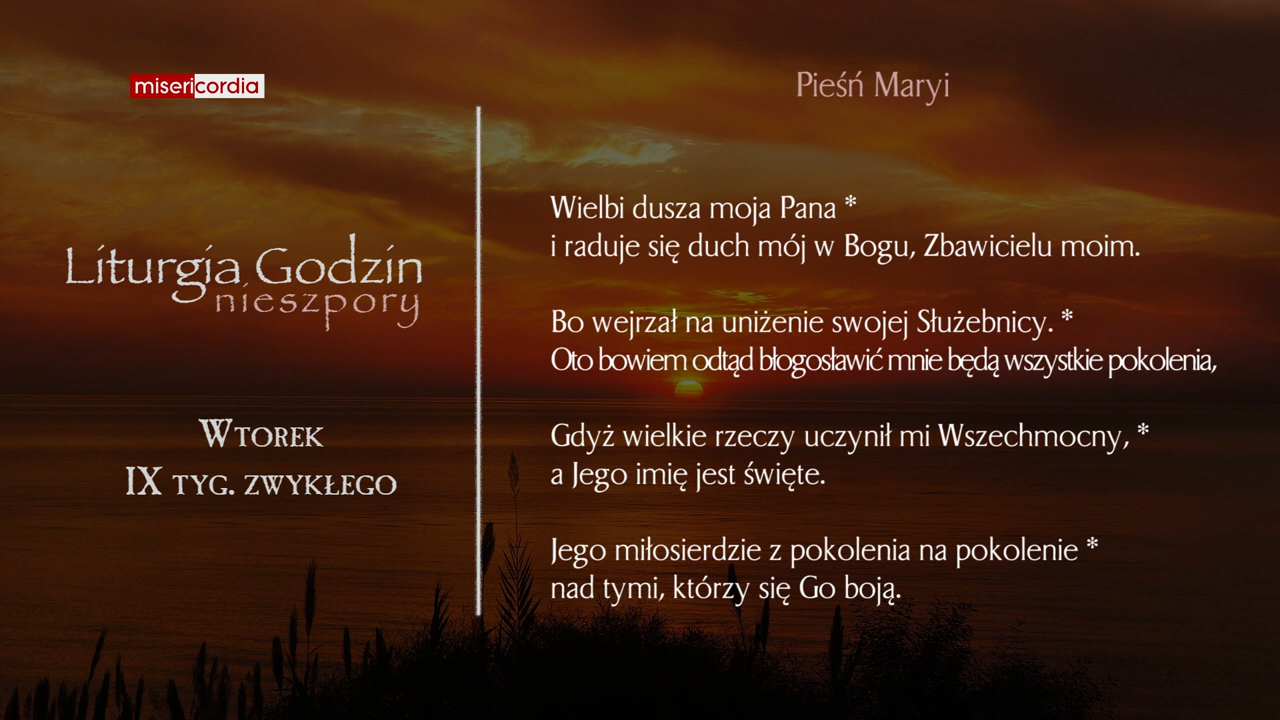 misericordia
Liturgia Godzin
nieszpory
Wtorek
IX tyg. zwykłego
Pieśń Maryi
Wielbi dusza moja Pana *
i raduje się duch mój w Bogu, Zbawicielu moim.
Bo wejrzał na uniżenie swojej Służebnicy. *
Oto bowiem odtąd błogosławić mnie będą wszystkie pokolenia,
Gdyż wielkie rzeczy uczynił mi Wszechmocny, *
a Jego imię jest święte.
Jego miłosierdzie z pokolenia na pokolenie *
nad tymi, którzy się Go boją.